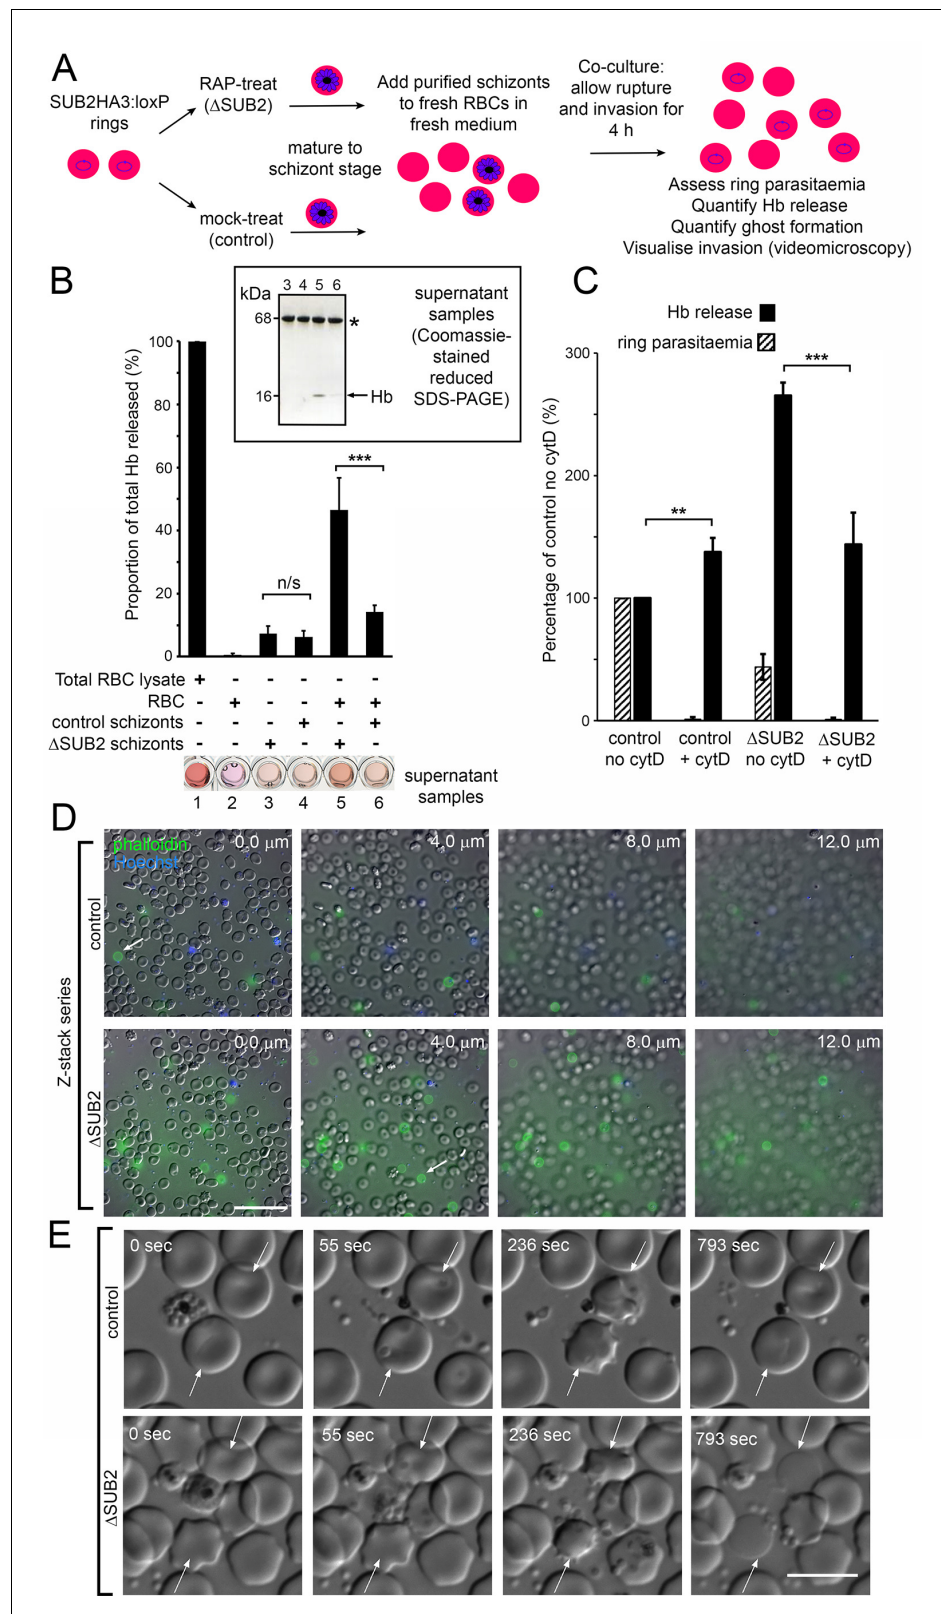 A
SUB2HA3:loxP
rings
RAP-treat
(ΔSUB2)
mock-treat
(control)
mature to
schizont stage
Add purified schizonts
to fresh RBCs in
fresh medium
Co-culture:
allow rupture
and invasion for
4 h
Assess ring parasitaemia
Quantify Hb release
Quantify ghost formation
Visualise invasion (videomicroscopy)
B
kDa
3 4 5 6
68
*
16
Hb
supernatant
samples
(Coomassie-
stained
reduced
SDS-PAGE)
Proportion of total Hb released (%)
100
80
60
40
20
0
n/s
***
Total RBC lysate + - - - - -
RBC - + - - + +
control schizonts - - - + - +
ΔSUB2 schizonts - - + - + -
1 2 3 4 5 6
supernatant
samples
C
Hb release
ring parasitaemia
Percentage of control no cytD (%)
300
200
100
0
**
***
control
no cytD
control
+ cytD
ΔSUB2
no cytD
ΔSUB2
+ cytD
D
Z-stack series
control
phalloidin
Hoechst
0.0 µm
4.0 µm
8.0 µm
12.0 µm
ΔSUB2
0.0 µm
4.0 µm
8.0 µm
12.0 µm
E
control
0 sec
55 sec
236 sec
793 sec
ΔSUB2
0 sec
55 sec
236 sec
793 sec